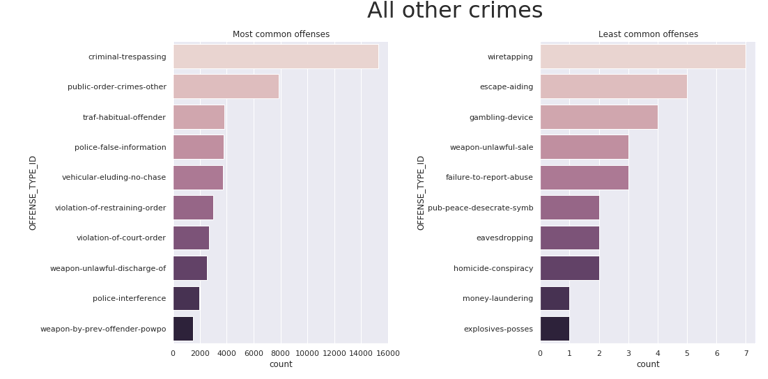 All other crimes
Most common offenses
OFFENSE_TYPE_ID
criminal-trespassing
public-order-crimes-other
traf-habitual-offender
police-false-information
vehicular-eluding-no-chase
violation-of-restraining-order
violation-of-court-order
weapon-unlawful-discharge-of
police-interference
weapon-by-prev-offender-powpo
0 2000 4000 6000 8000 10000 12000 14000 16000
count
Least common offenses
OFFENSE_TYPE_ID
wiretapping
escape-aiding
gambling-device
weapon-unlawful-sale
failure-to-report-abuse
pub-peace-desecrate-symb
eavesdropping
homicide-conspiracy
money-laundering
explosives-posses
0 1 2 3 4 5 6 7
count